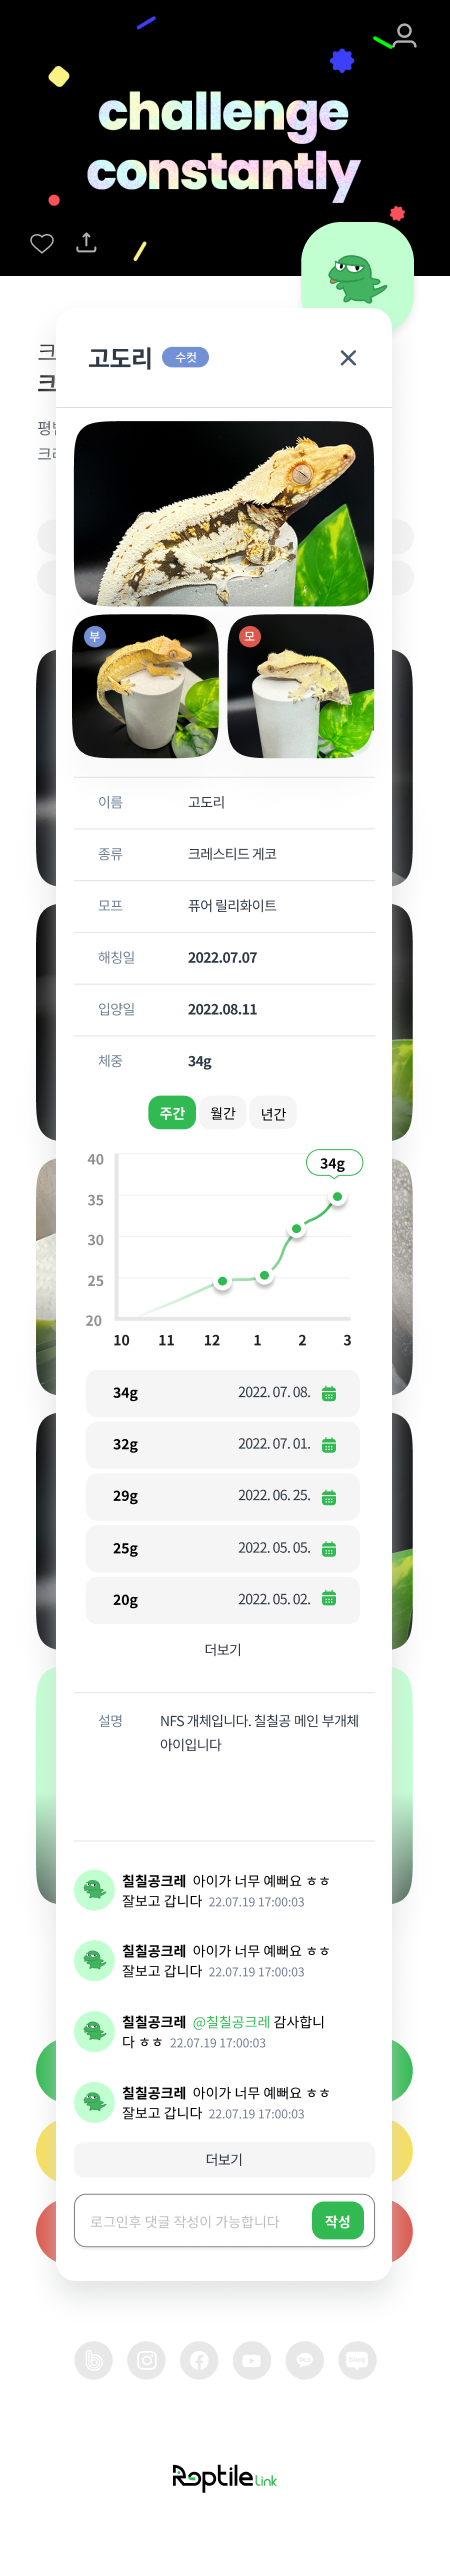 challenge
constantly
고도리 수컷
부 모
이름 고도리
종류 크레스티드 게코
모프 퓨어 릴리화이트
해칭일 2022.07.07
입양일 2022.08.11
체중 34g
주간 월간 년간
34g
40
35
30
25
20
10 11 12 1 2 3
34g 2022. 07. 08.
32g 2022. 07. 01.
29g 2022. 06. 25.
25g 2022. 05. 05.
20g 2022. 05. 02.
더보기
설명 NFS 개체입니다. 칠칠공 메인 부개체
아이입니다
칠칠공크레 아이가 너무 예뻐요 ㅎㅎ
잘보고 갑니다 22.07.19 17:00:03
칠칠공크레 아이가 너무 예뻐요 ㅎㅎ
잘보고 갑니다 22.07.19 17:00:03
칠칠공크레 @칠칠공크레 감사합니
다 ㅎㅎ 22.07.19 17:00:03
칠칠공크레 아이가 너무 예뻐요 ㅎㅎ
잘보고 갑니다 22.07.19 17:00:03
더보기
로그인후 댓글 작성이 가능합니다 작성
Reptile Link